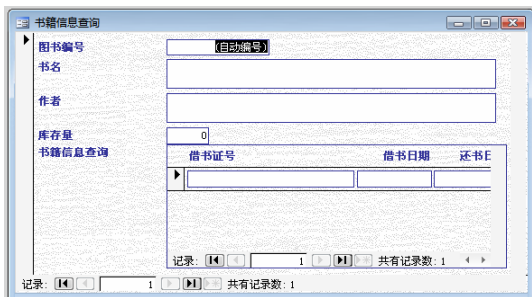 书籍信息查询
图书编号 (自动编号)
书名
作者
库存量 0
书籍信息查询
借书证号 借书日期 还书日
记录: 1 共有记录数: 1
记录: 1 共有记录数: 1